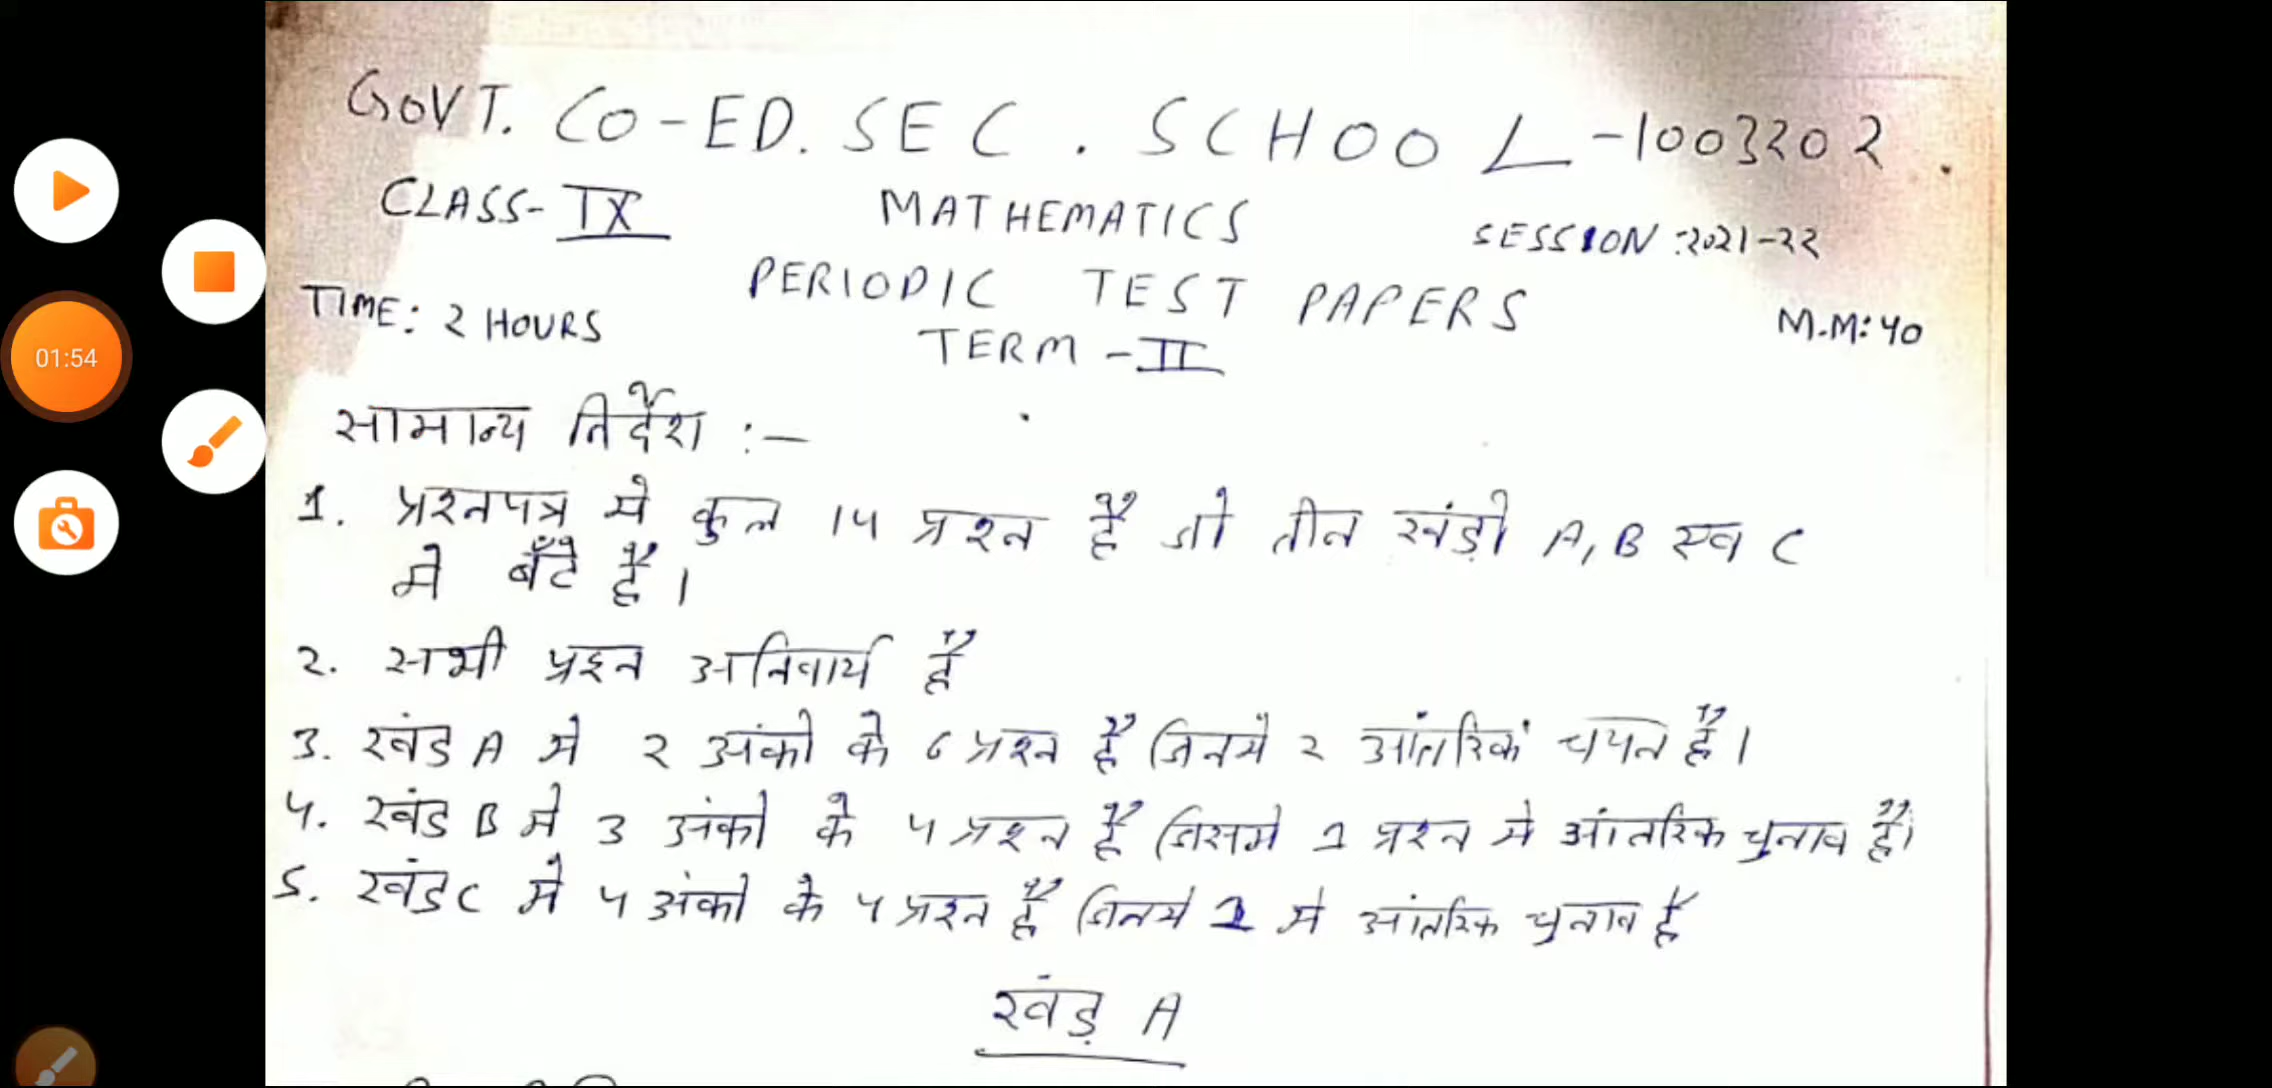 GOVT. CO-ED. SEC. SCHOOL -1003202.
CLASS- IX MATHEMATICS SESSION :2021-22
PERIODIC TEST PAPERS
TIME: 2 HOURS TERM - II M.M: 40
सामान्य निर्देश :-
1. प्रश्नपत्र मे कुल 14 प्रश्न हैं जो तीन खंडो A, B एव C
मे बँटे हैं।
2. सभी प्रश्न अनिवार्य हैं
3. खंड A मे 2 अंको के 6 प्रश्न हैं जिनमे 2 आंतरिक चयन हैं।
4. खंड B मे 3 अंको के 4 प्रश्न हैं जिसमे 1 प्रश्न मे आंतरिक चुनाव हैं।
5. खंड C मे 4 अंको के 4 प्रश्न हैं जिनमे 1 मे आंतरिक चुनाव है
खंड़ A
01:54